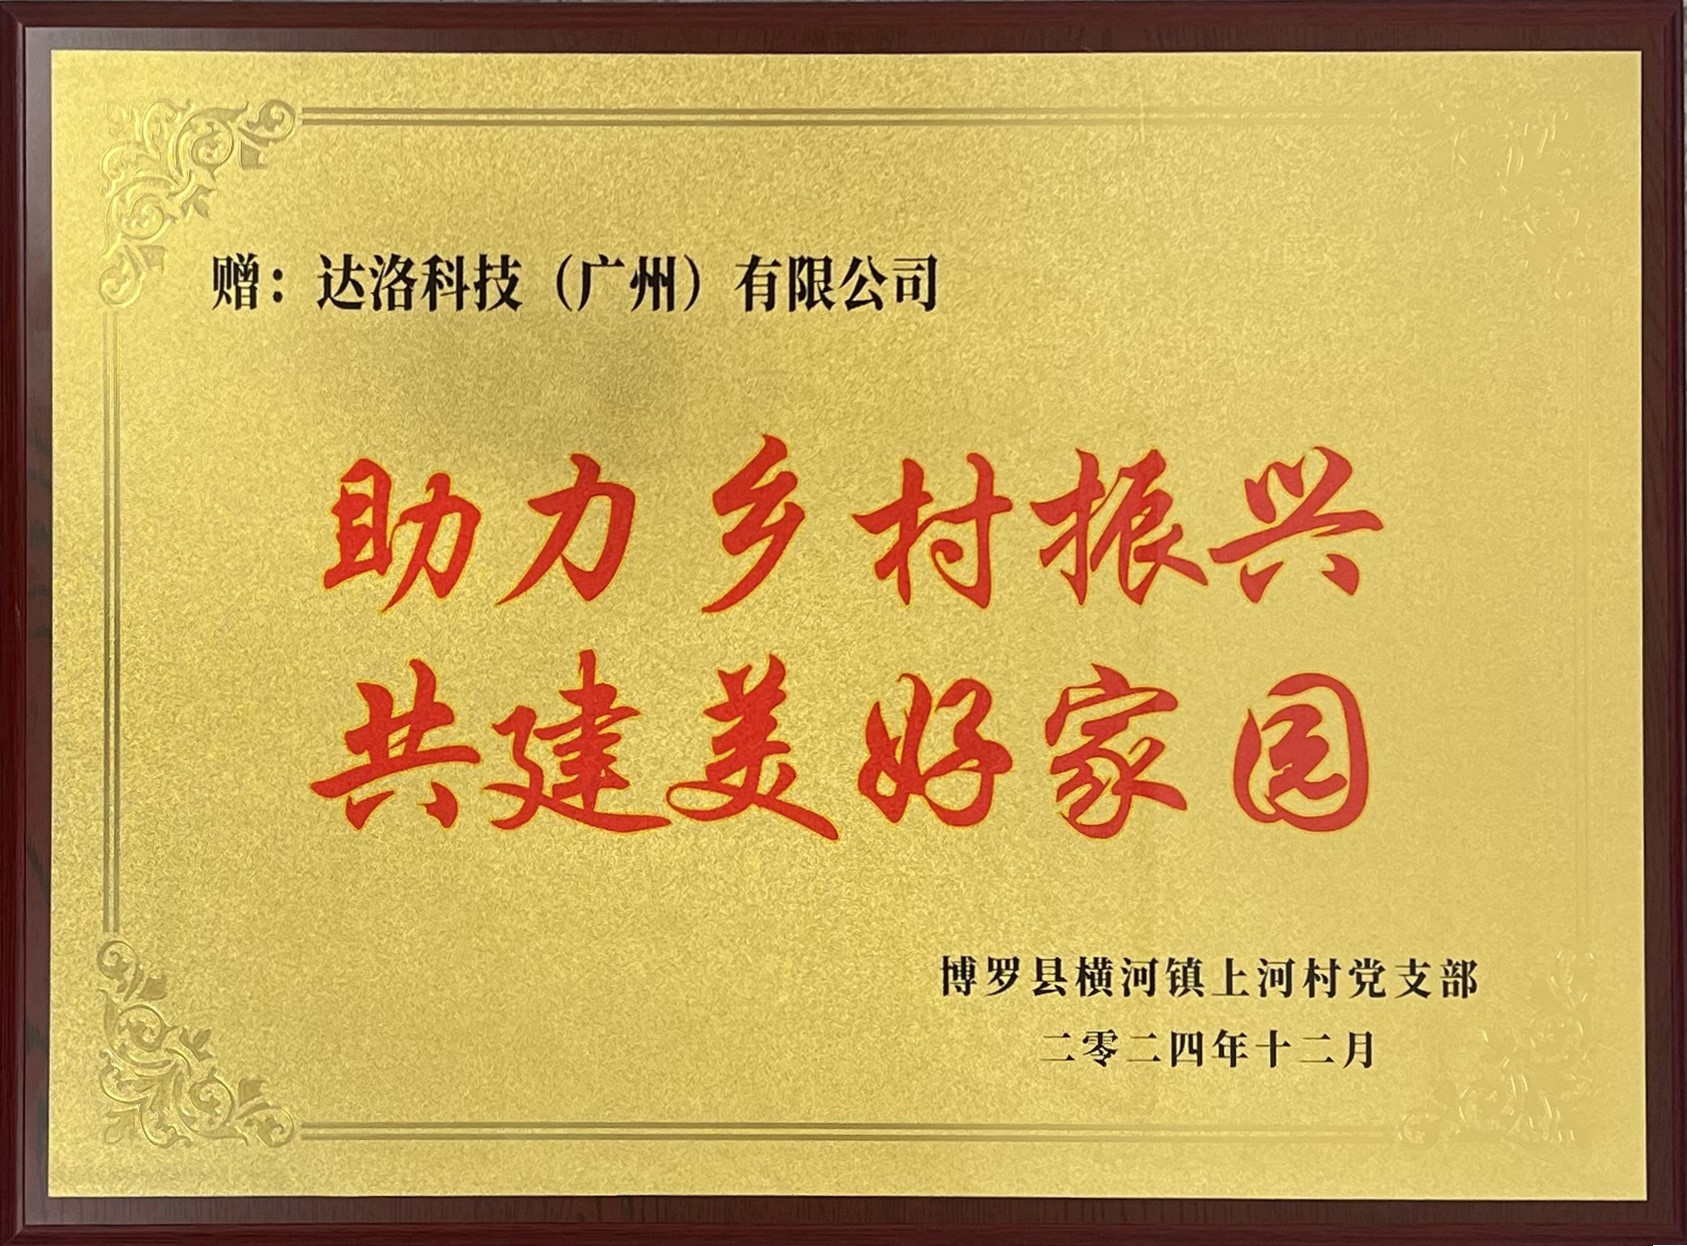 赠：达洛科技（广州）有限公司
助力乡村振兴
共建美好家园
博罗县横河镇上河村党支部
二零二四年十二月